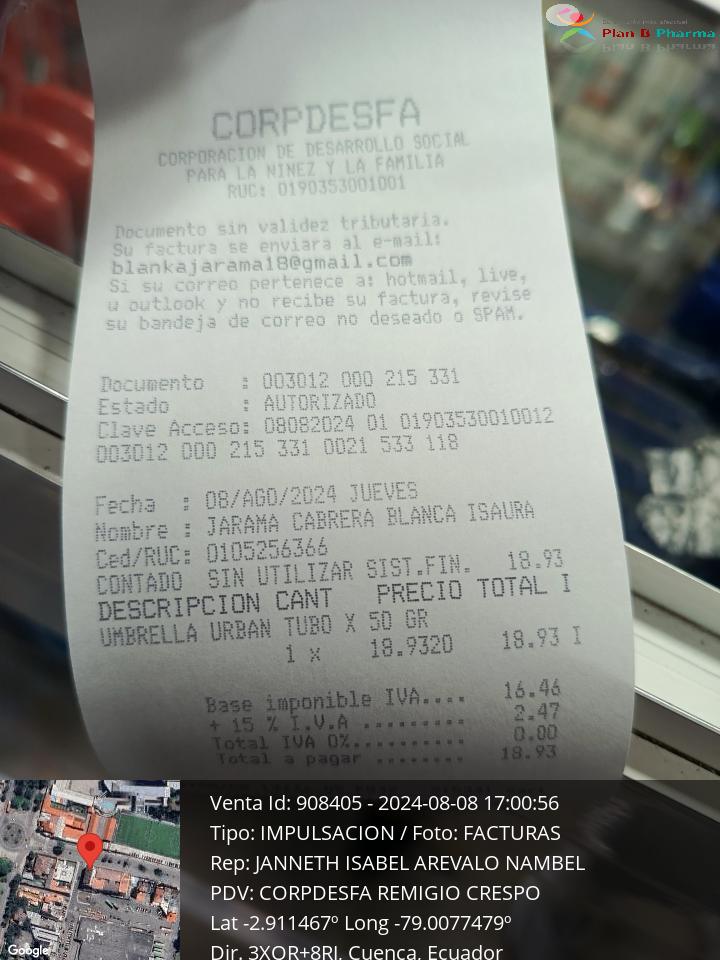 Plan B Pharma
CORPDESFA
CORPORACION DE DESARROLLO SOCIAL
PARA LA NINEZ Y LA FAMILIA
RUC: 0190353001001
Documento sin validez tributaria.
Su factura se enviara al e-mail:
blankajarama18@gmail.com
Si su correo pertenece a: hotmail, live,
u outlook y no recibe su factura, revise
su bandeja de correo no deseado o SPAM.
Documento : 003012 000 215 331
Estado : AUTORIZADO
Clave Acceso: 08082024 01 01903530010012
003012 000 215 331 0021 533 118
Fecha : 08/AGO/2024 JUEVES
Nombre : JARAMA CABRERA BLANCA ISAURA
Ced/RUC: 0105256366
CONTADO SIN UTILIZAR SIST.FIN. 18.93
DESCRIPCION CANT PRECIO TOTAL I
UMBRELLA URBAN TUBO X 50 GR
1 x 18.9320 18.93 I
Base imponible IVA.... 16.46
+ 15 % I.V.A ......... 2.47
Total IVA 0%.......... 0.00
Total a pagar ........ 18.93
Venta Id: 908405 - 2024-08-08 17:00:56
Tipo: IMPULSACION / Foto: FACTURAS
Rep: JANNETH ISABEL AREVALO NAMBEL
PDV: CORPDESFA REMIGIO CRESPO
Lat -2.911467º Long -79.0077479º
Dir. 3XQR+8RJ, Cuenca, Ecuador
Google